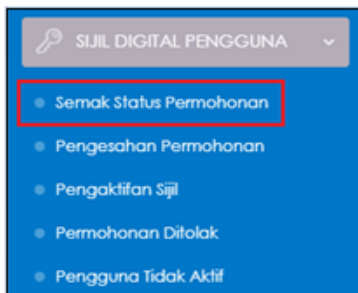 SIJIL DIGITAL PENGGUNA
Semak Status Permohonan
Pengesahan Permohonan
Pengaktifan Sijil
Permohonan Ditolak
Pengguna Tidak Aktif